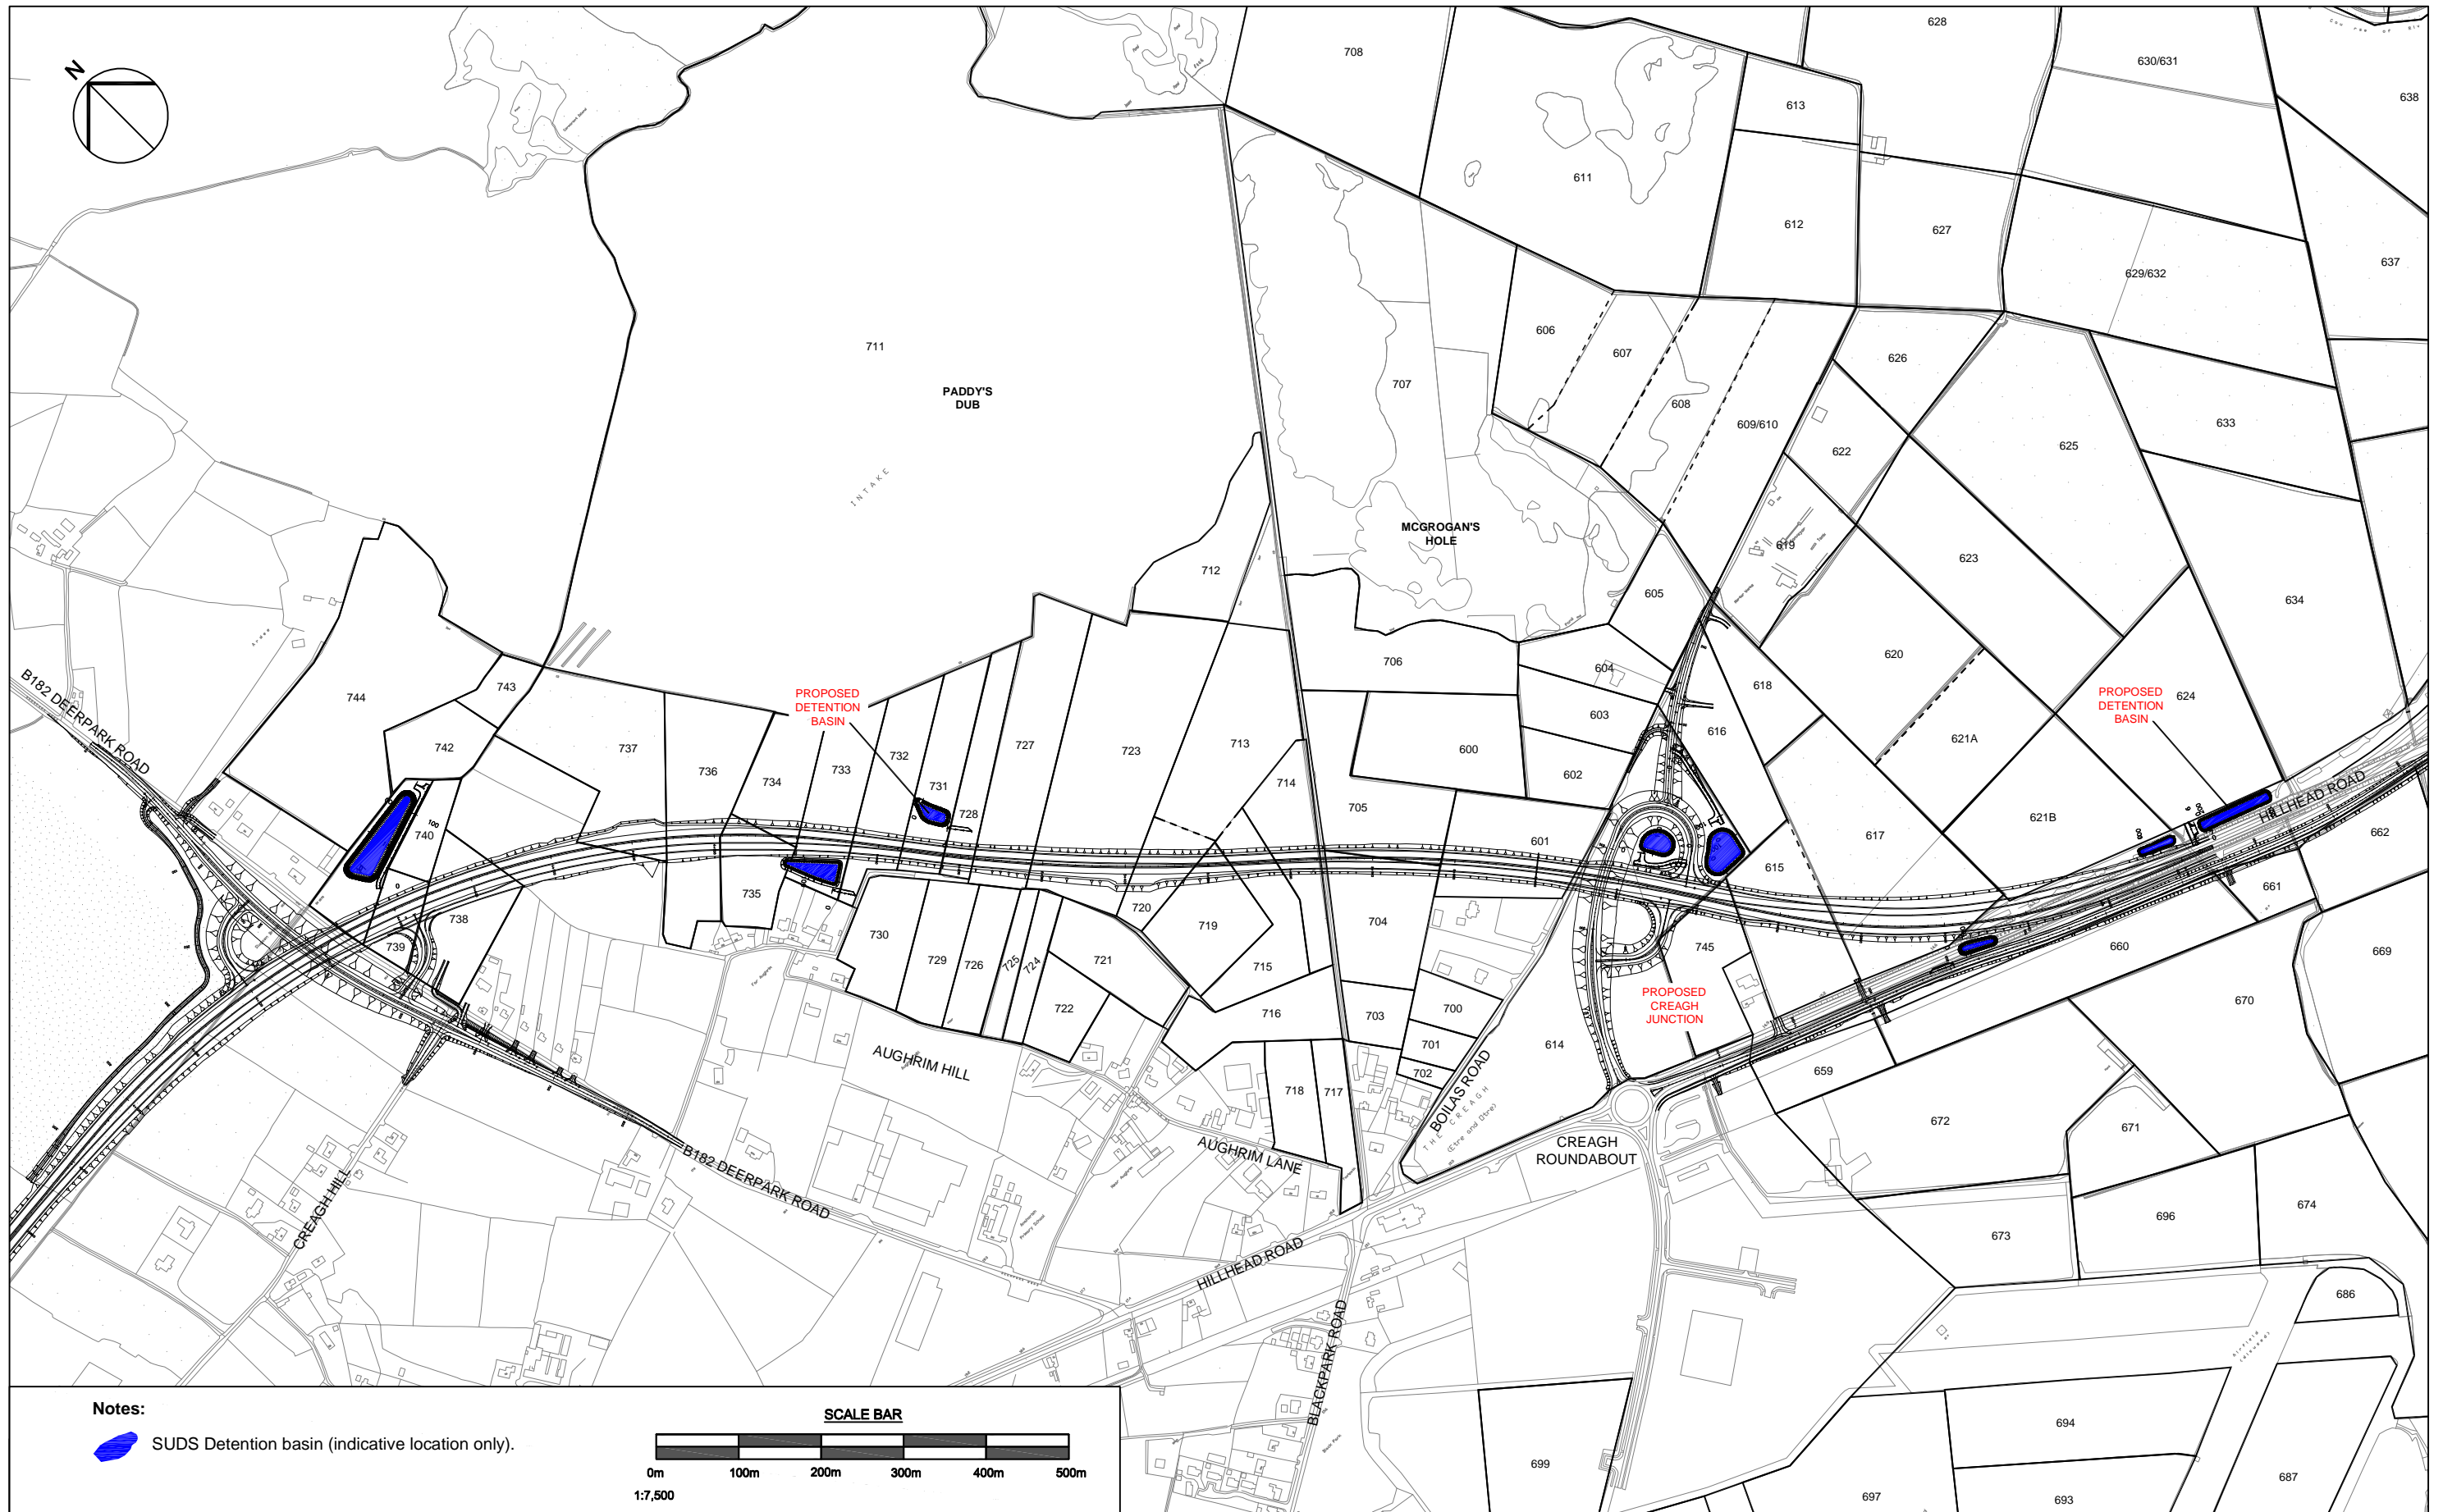 N
628
630/631
638
708
613
611
612
627
629/632
637
606
607
608
609/610
626
625
633
711
PADDY'S
DUB
INTAKE
707
622
MCGROGAN'S
HOLE
619
623
634
712
605
620
624
706
604
618
603
616
744
743
742
737
736
734
733
732
731
728
727
723
713
714
600
602
705
601
621A
621B
617
615
662
661
PROPOSED
DETENTION
BASIN
PROPOSED
DETENTION
BASIN
B182 DEERPARK ROAD
HILLHEAD ROAD
740
738
739
735
730
729
726
725
724
721
722
720
719
715
716
704
703
700
701
702
614
745
660
669
670
659
672
671
673
696
674
686
718
717
PROPOSED
CREAGH
JUNCTION
AUGHRIM HILL
AUGHRIM LANE
BOILAS ROAD
THE CREAGH
(Etre and Otre)
CREAGH
ROUNDABOUT
B182 DEERPARK ROAD
CREAGH HILL
HILLHEAD ROAD
BLACKPARK ROAD
699
697
694
693
687
Notes:
SUDS Detention basin (indicative location only).
SCALE BAR
0m 100m 200m 300m 400m 500m
1:7,500